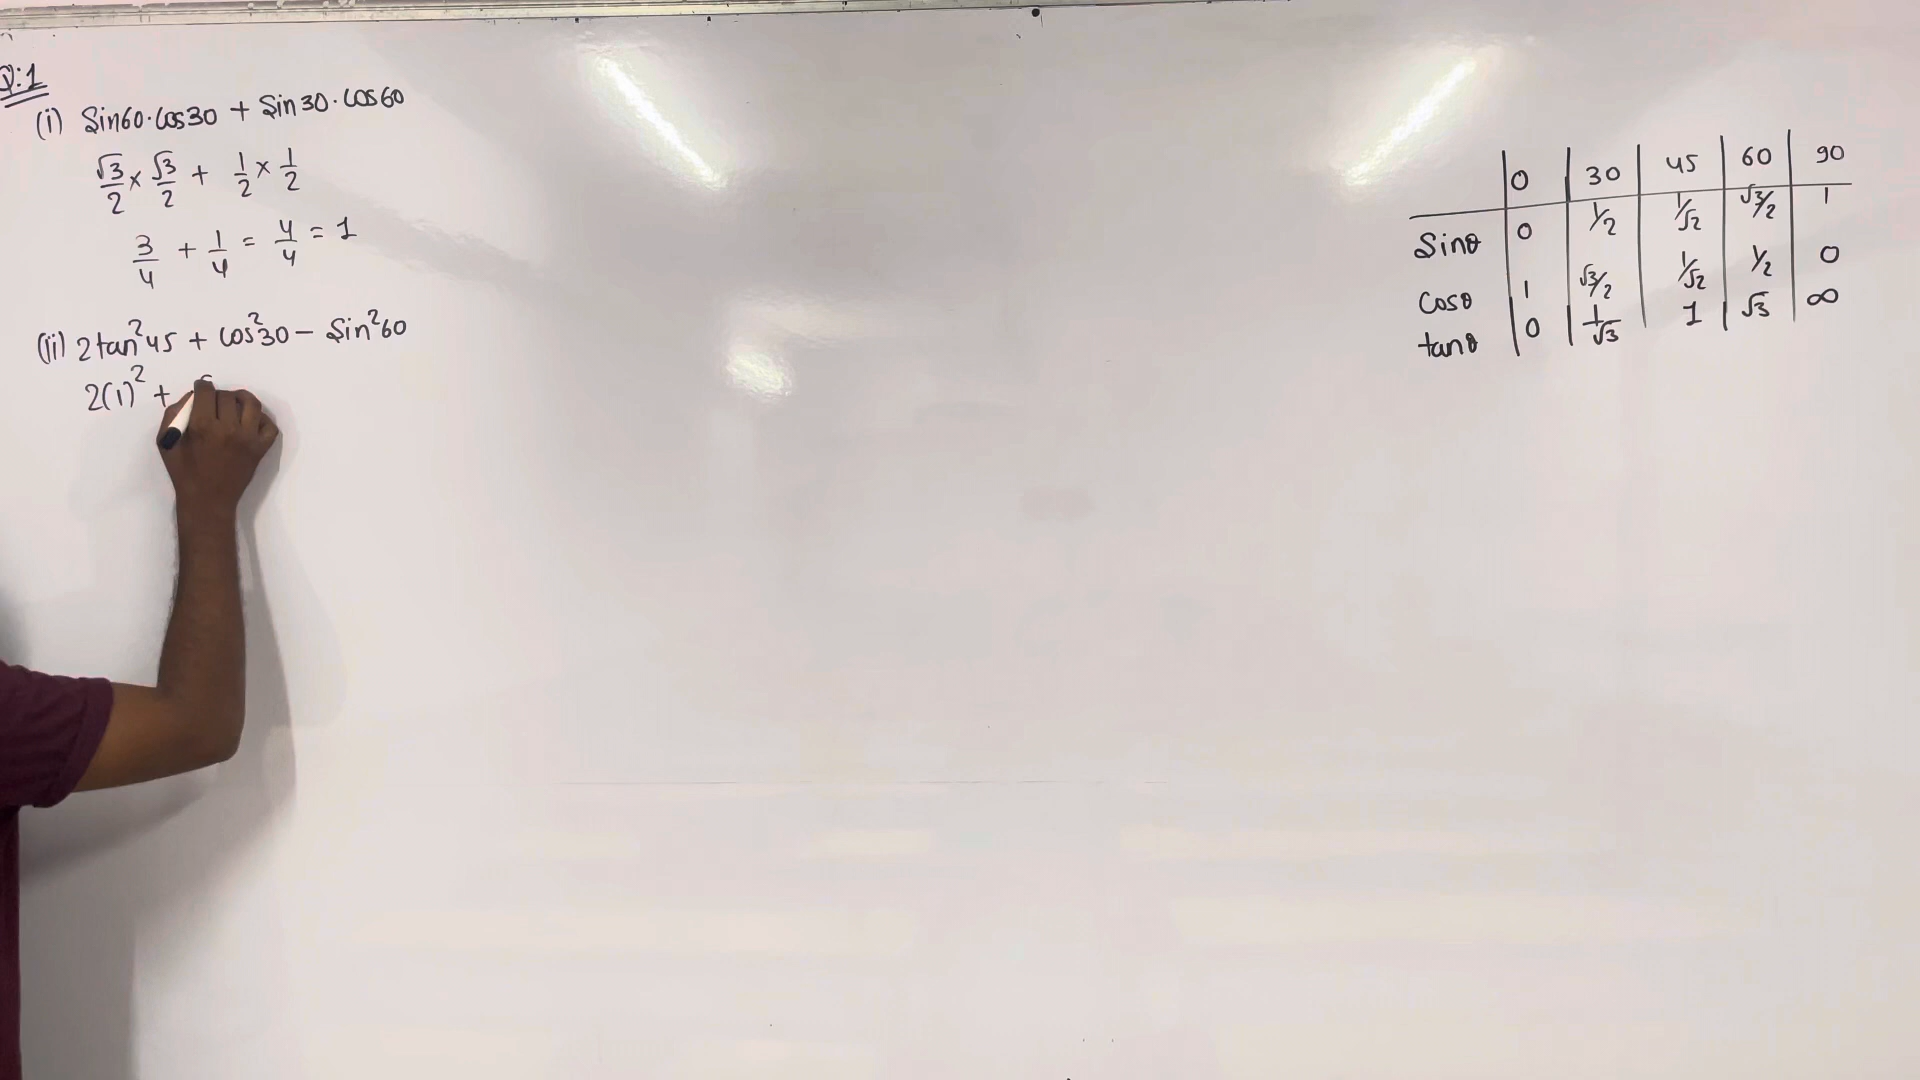 Q:1
(i) Sin60·Cos30 + Sin30·Cos60
√3/2 × √3/2 + 1/2 × 1/2
3/4 + 1/4 = 4/4 = 1
(ii) 2tan²45 + cos²30 − Sin²60
2(1)² +
0 30 45 60 90
Sinθ 0 1/2 1/√2 √3/2 1
Cosθ 1 √3/2 1/√2 1/2 0
tanθ 0 1/√3 1 √3 ∞